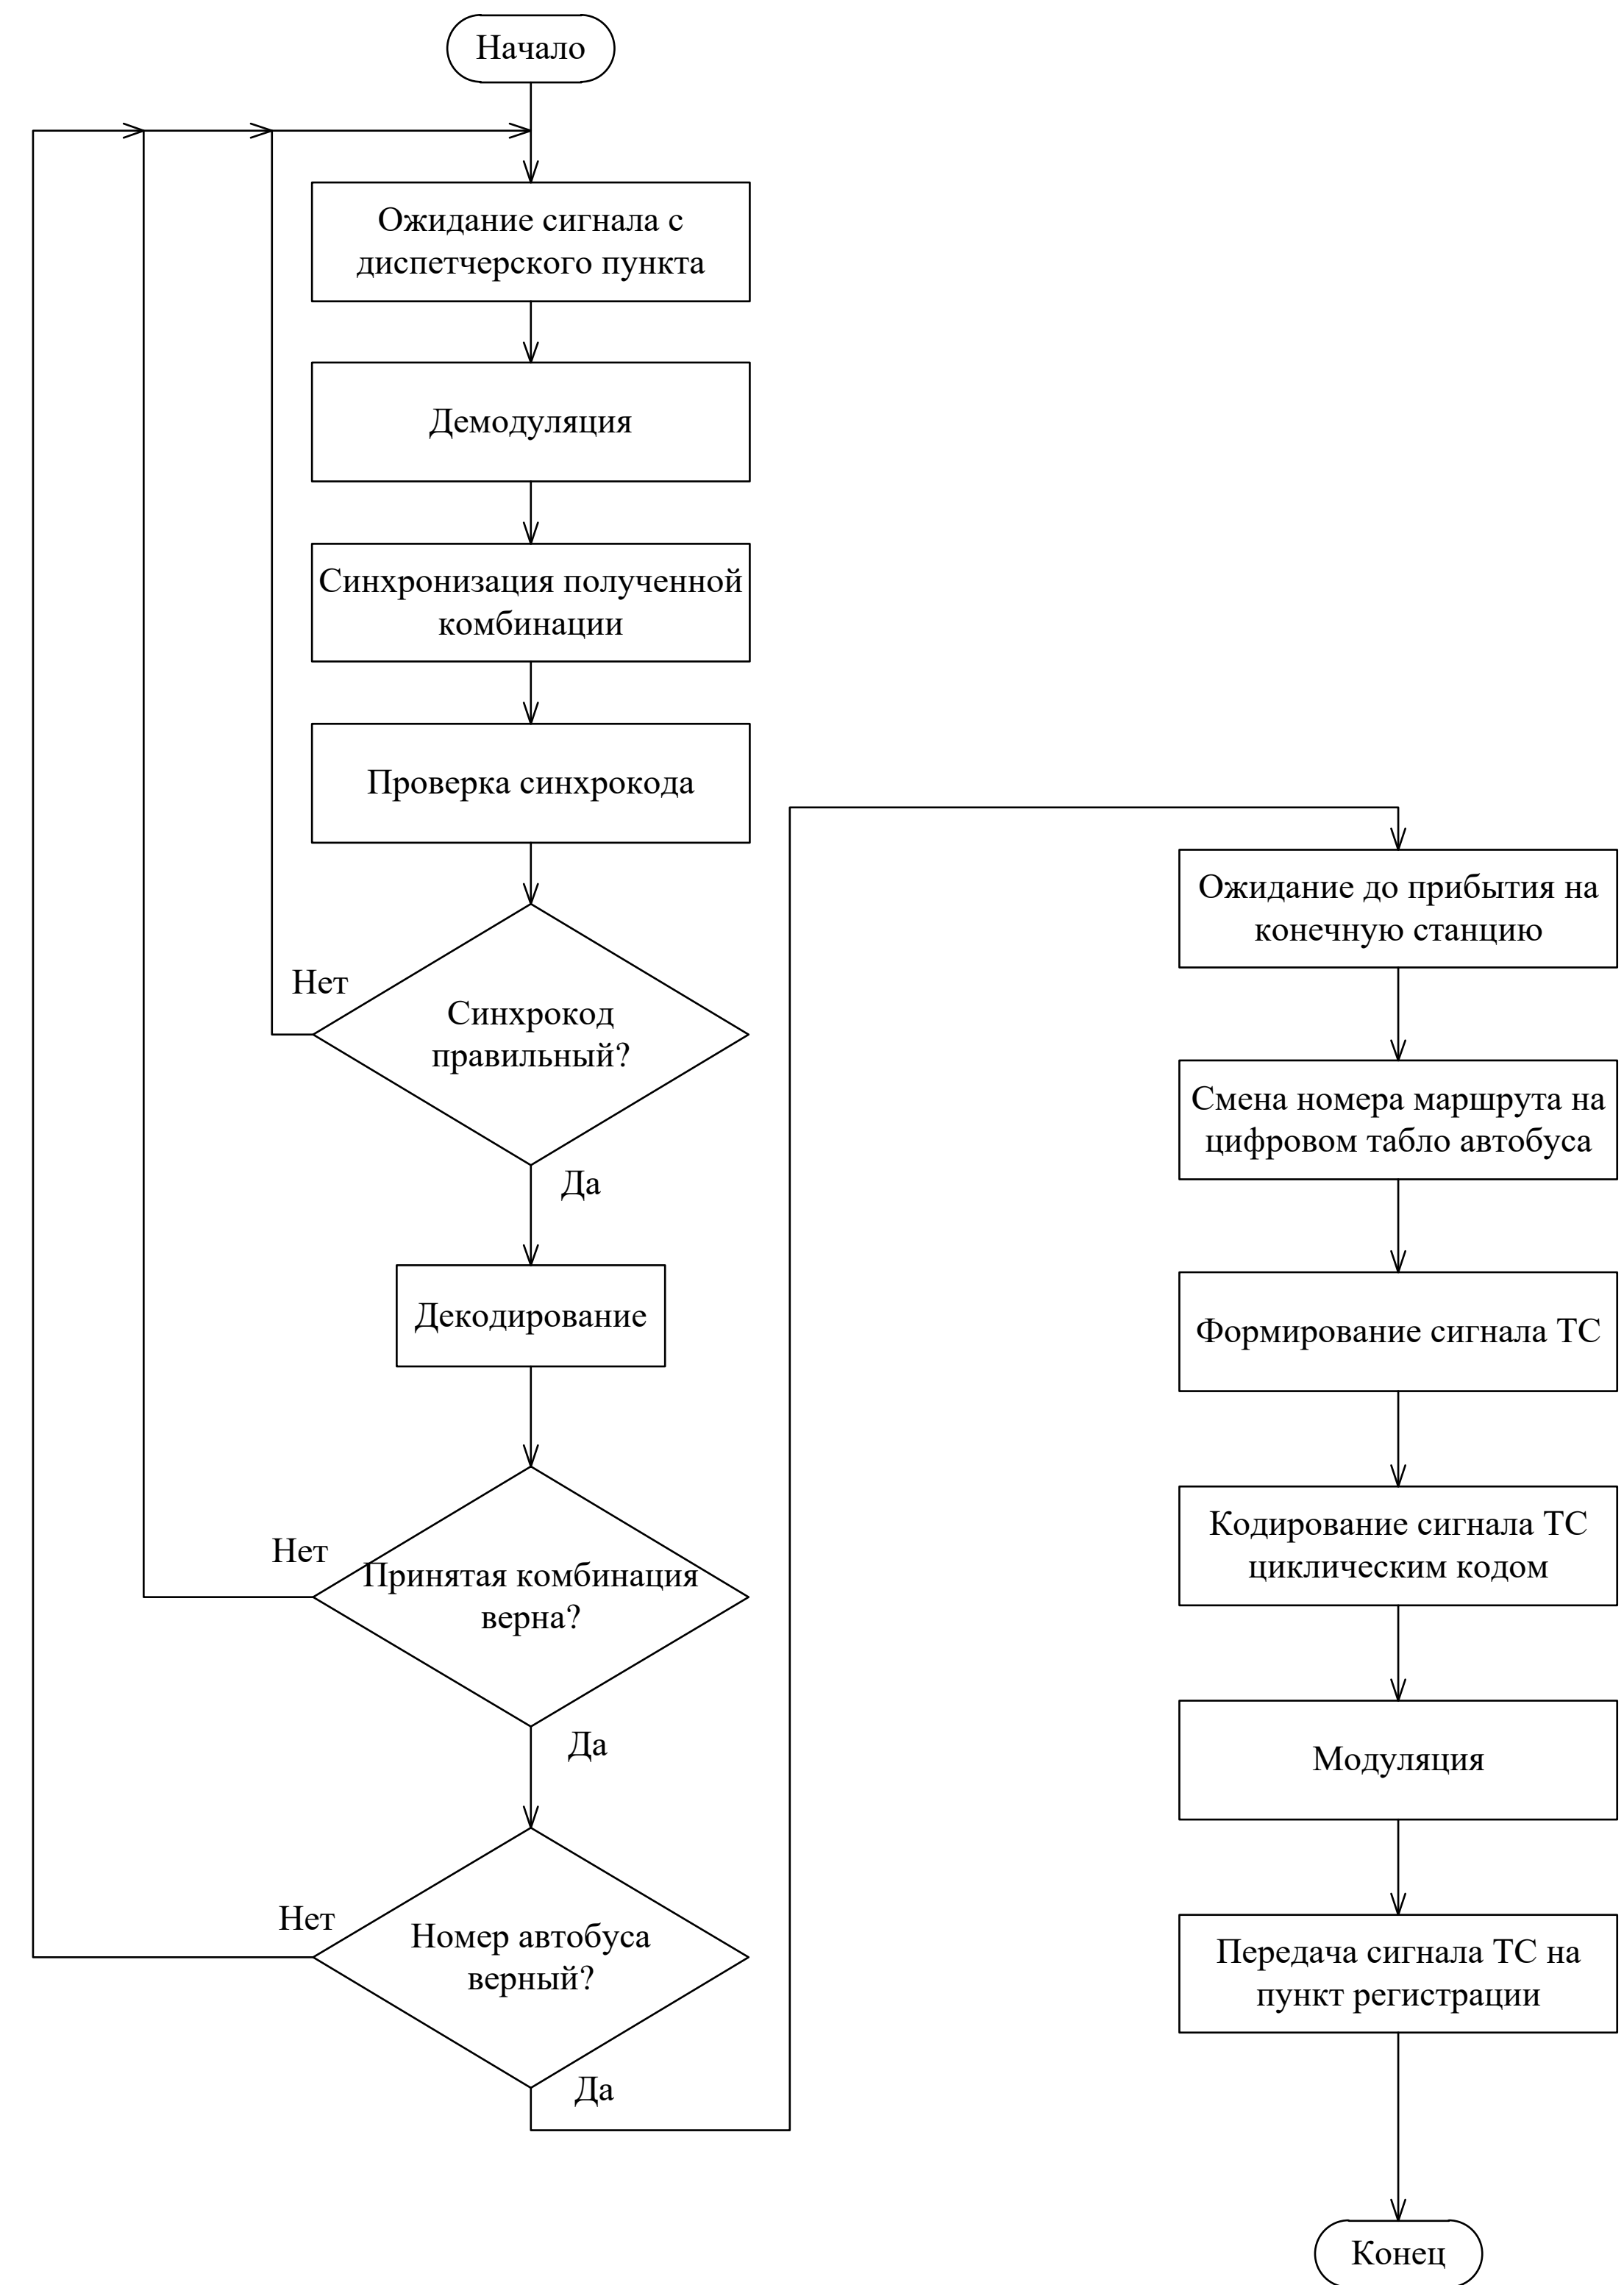 Начало
Ожидание сигнала с
диспетчерского пункта
Демодуляция
Синхронизация полученной
комбинации
Проверка синхрокода
Нет
Синхрокод
правильный?
Да
Декодирование
Нет
Принятая комбинация
верна?
Да
Нет
Номер автобуса
верный?
Да
Ожидание до прибытия на
конечную станцию
Смена номера маршрута на
цифровом табло автобуса
Формирование сигнала ТС
Кодирование сигнала ТС
циклическим кодом
Модуляция
Передача сигнала ТС на
пункт регистрации
Конец